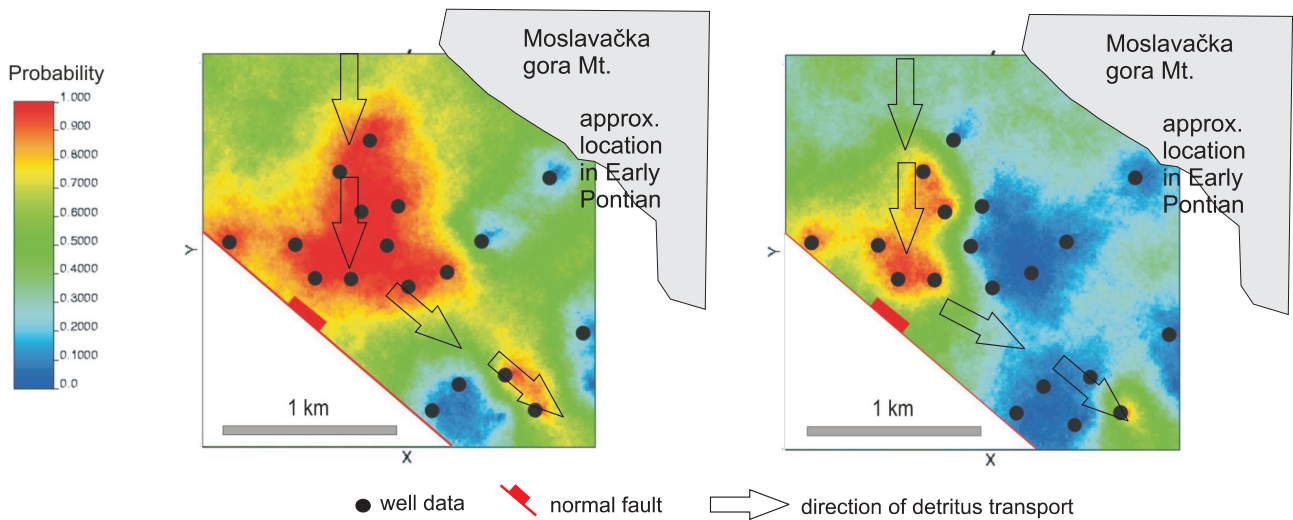 Probability
1.000
0.900
0.8000
0.7000
0.6000
0.5000
0.4000
0.3000
0.2000
0.1000
0.0
Moslavačka
gora Mt.
approx.
location
in Early
Pontian
Y
1 km
X
Moslavačka
gora Mt.
approx.
location
in Early
Pontian
Y
1 km
X
well data
normal fault
direction of detritus transport